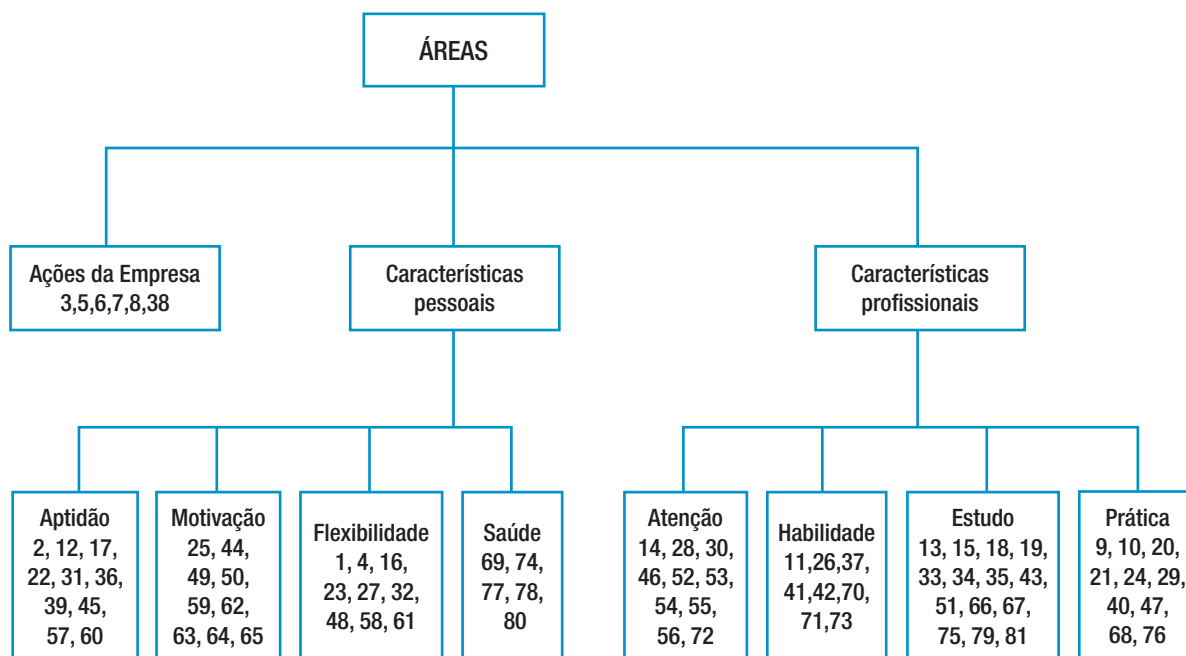 ÁREAS
Ações da Empresa
3,5,6,7,8,38
Características
pessoais
Características
profissionais
Aptidão
2, 12, 17,
22, 31, 36,
39, 45,
57, 60
Motivação
25, 44,
49, 50,
59, 62,
63, 64, 65
Flexibilidade
1, 4, 16,
23, 27, 32,
48, 58, 61
Saúde
69, 74,
77, 78,
80
Atenção
14, 28, 30,
46, 52, 53,
54, 55,
56, 72
Habilidade
11,26,37,
41,42,70,
71,73
Estudo
13, 15, 18, 19,
33, 34, 35, 43,
51, 66, 67,
75, 79, 81
Prática
9, 10, 20,
21, 24, 29,
40, 47,
68, 76